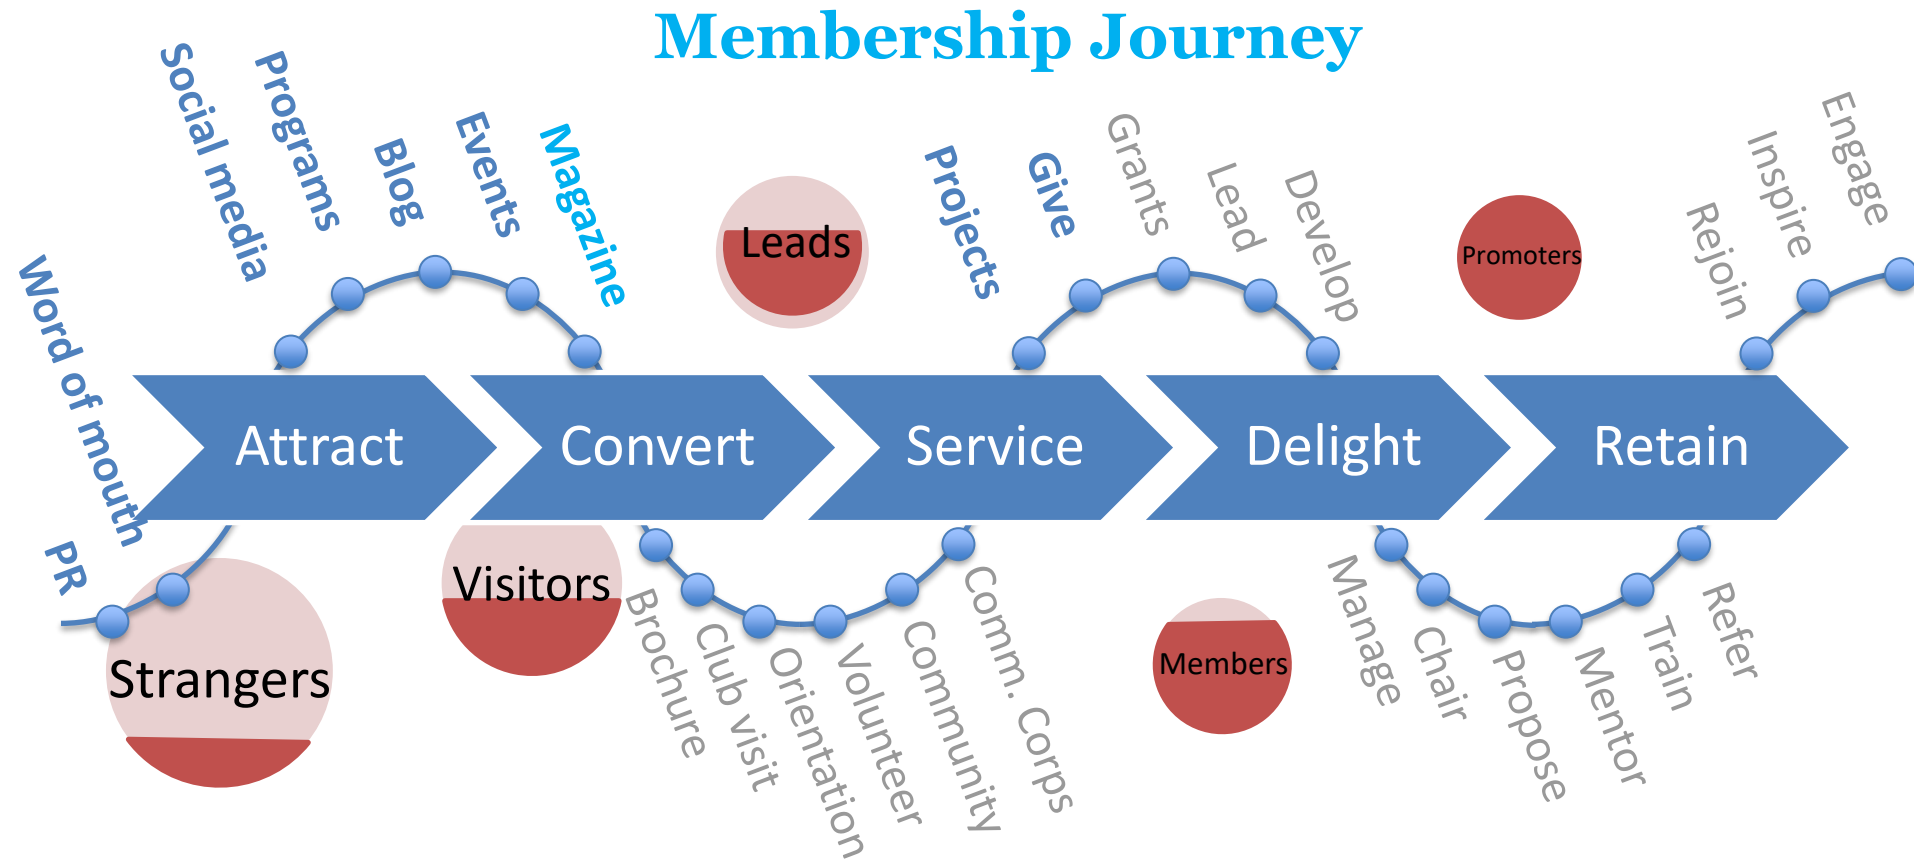 Membership Journey
PR
Word of mouth
Social media
Programs
Blog
Events
Magazine
Brochure
Club visit
Orientation
Volunteer
Community
Comm. Corps
Projects
Give
Grants
Lead
Develop
Manage
Chair
Propose
Mentor
Train
Refer
Rejoin
Inspire
Engage
Attract
Convert
Service
Delight
Retain
Strangers
Visitors
Leads
Members
Promoters